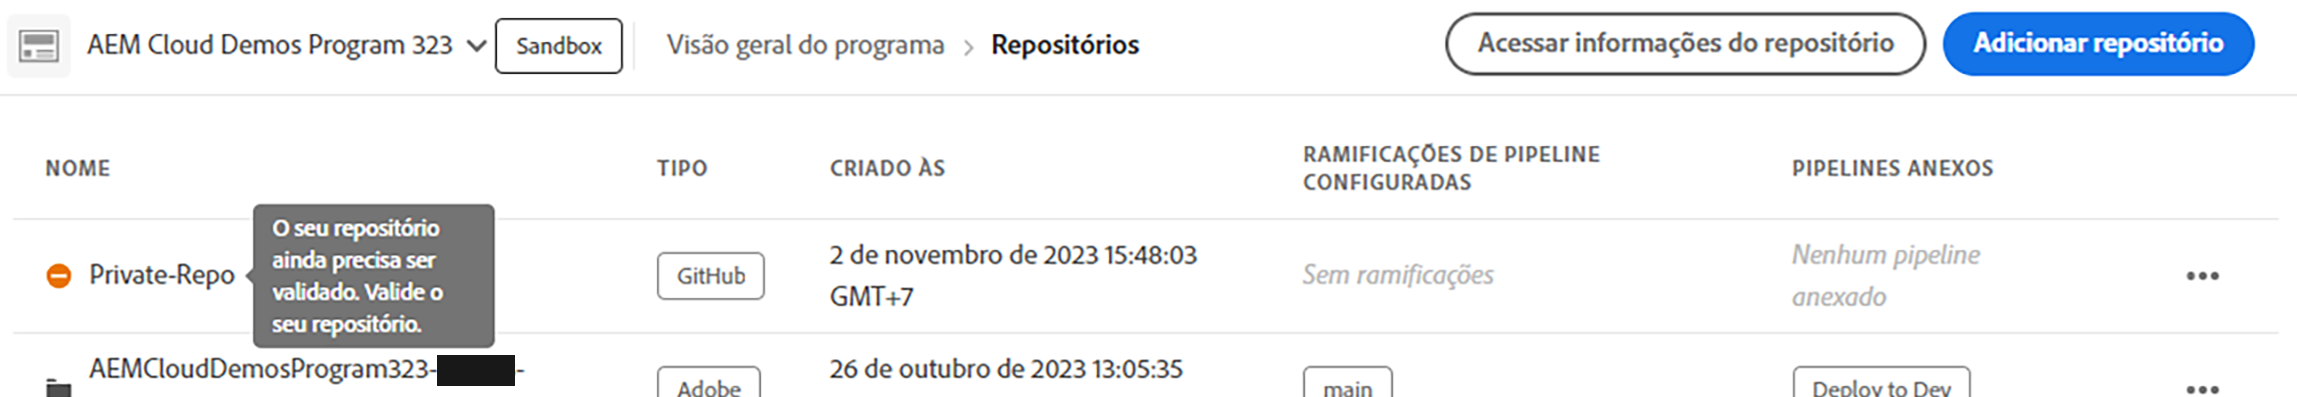 AEM Cloud Demos Program 323
Sandbox
Visão geral do programa > Repositórios
Acessar informações do repositório
Adicionar repositório
NOME
TIPO
CRIADO ÀS
RAMIFICAÇÕES DE PIPELINE
CONFIGURADAS
PIPELINES ANEXOS
Private-Repo
O seu repositório
ainda precisa ser
validado. Valide o
seu repositório.
GitHub
2 de novembro de 2023 15:48:03
GMT+7
Sem ramificações
Nenhum pipeline
anexado
AEMCloudDemosProgram323- -
Adobe
26 de outubro de 2023 13:05:35
main
Deploy to Dev